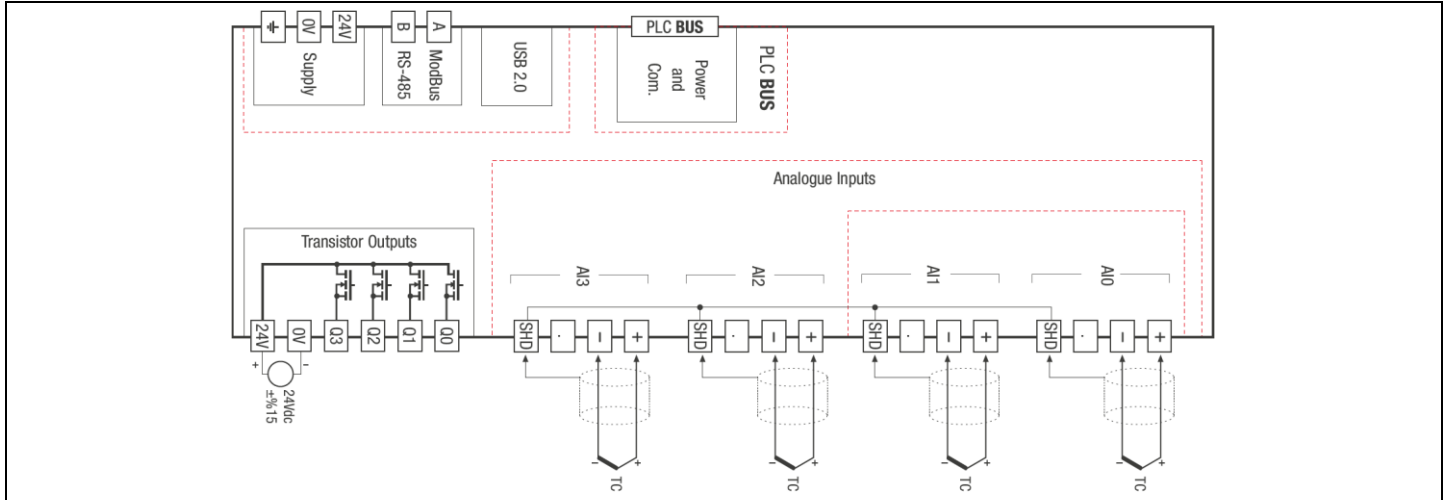 ⏚ 0V 24V
Supply
B A
RS-485 ModBus
USB 2.0
PLC BUS
Power
and
Com.
PLC BUS
Analogue Inputs
Transistor Outputs
AI3 AI2 AI1 AI0
24V 0V Q3 Q2 Q1 Q0
SHD . − + SHD . − + SHD . − + SHD . − +
+ −
24Vdc
±%15
− + − + − + − +
TC TC TC TC